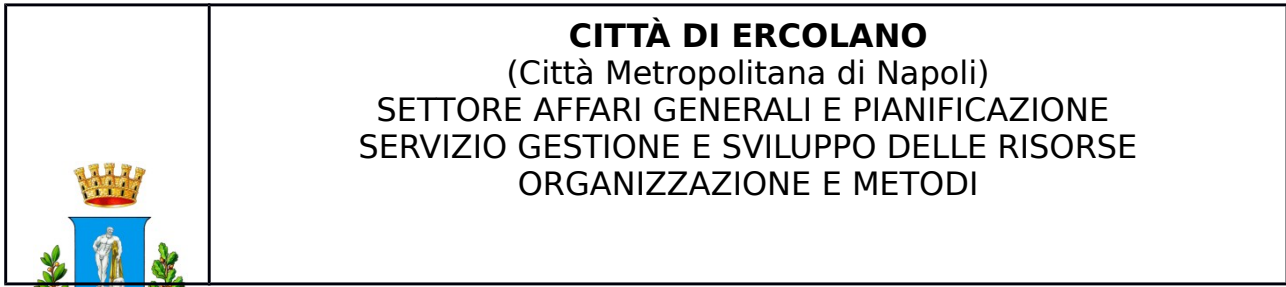 CITTÀ DI ERCOLANO
(Città Metropolitana di Napoli)
SETTORE AFFARI GENERALI E PIANIFICAZIONE
SERVIZIO GESTIONE E SVILUPPO DELLE RISORSE
ORGANIZZAZIONE E METODI